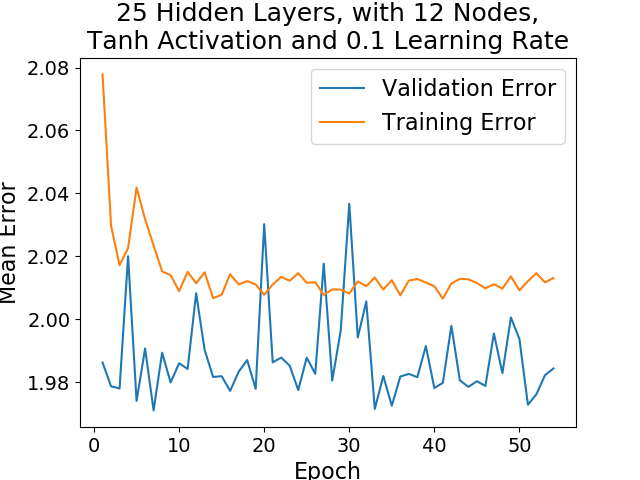 25 Hidden Layers, with 12 Nodes,
Tanh Activation and 0.1 Learning Rate
2.08
2.06
2.04
2.02
2.00
1.98
Mean Error
Validation Error
Training Error
0 10 20 30 40 50
Epoch